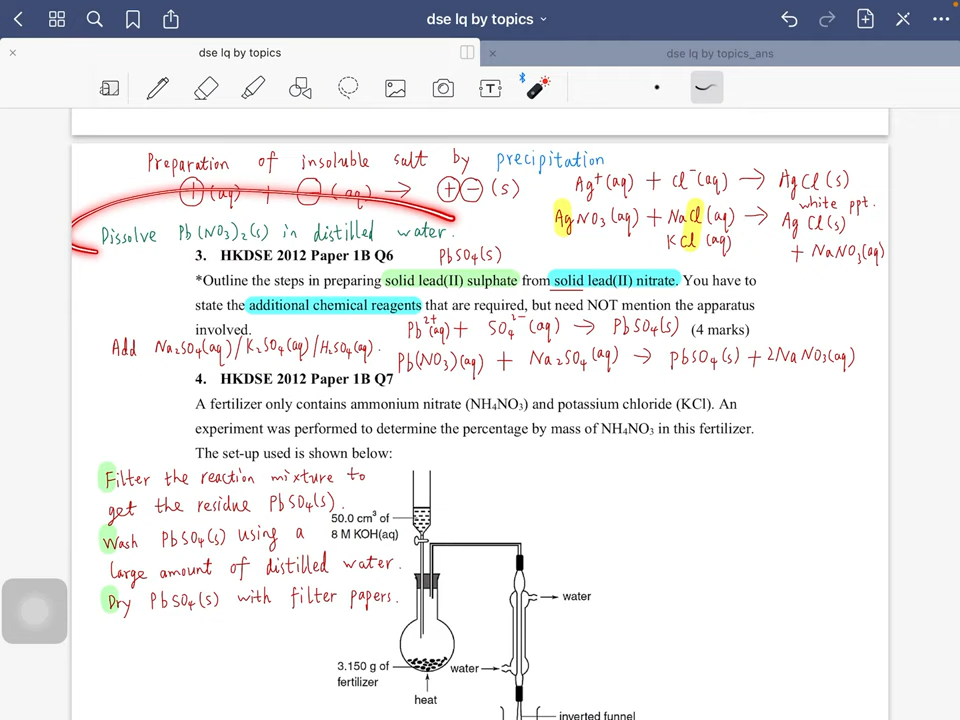 dse lq by topics
dse lq by topics
dse lq by topics_ans
Preparation of insoluble salt by precipitation
+ (aq) + - (aq) → + - (s)
Ag⁺(aq) + Cl⁻(aq) → AgCl(s)
white ppt.
AgNO₃(aq) + NaCl(aq) → AgCl(s)
KCl(aq)
+ NaNO₃(aq)
Dissolve Pb(NO₃)₂(s) in distilled water.
3. HKDSE 2012 Paper 1B Q6
PbSO₄(s)
*Outline the steps in preparing solid lead(II) sulphate from solid lead(II) nitrate. You have to
state the additional chemical reagents that are required, but need NOT mention the apparatus
involved.
(4 marks)
Pb²⁺(aq) + SO₄²⁻(aq) → PbSO₄(s)
Add Na₂SO₄(aq)/K₂SO₄(aq)/H₂SO₄(aq).
Pb(NO₃)(aq) + Na₂SO₄(aq) → PbSO₄(s) + 2NaNO₃(aq)
4. HKDSE 2012 Paper 1B Q7
A fertilizer only contains ammonium nitrate (NH₄NO₃) and potassium chloride (KCl). An
experiment was performed to determine the percentage by mass of NH₄NO₃ in this fertilizer.
The set-up used is shown below:
Filter the reaction mixture to
get the residue PbSO₄(s).
Wash PbSO₄(s) using a
large amount of distilled water.
Dry PbSO₄(s) with filter papers.
50.0 cm³ of
8 M KOH(aq)
water
3.150 g of
fertilizer
water
heat
inverted funnel